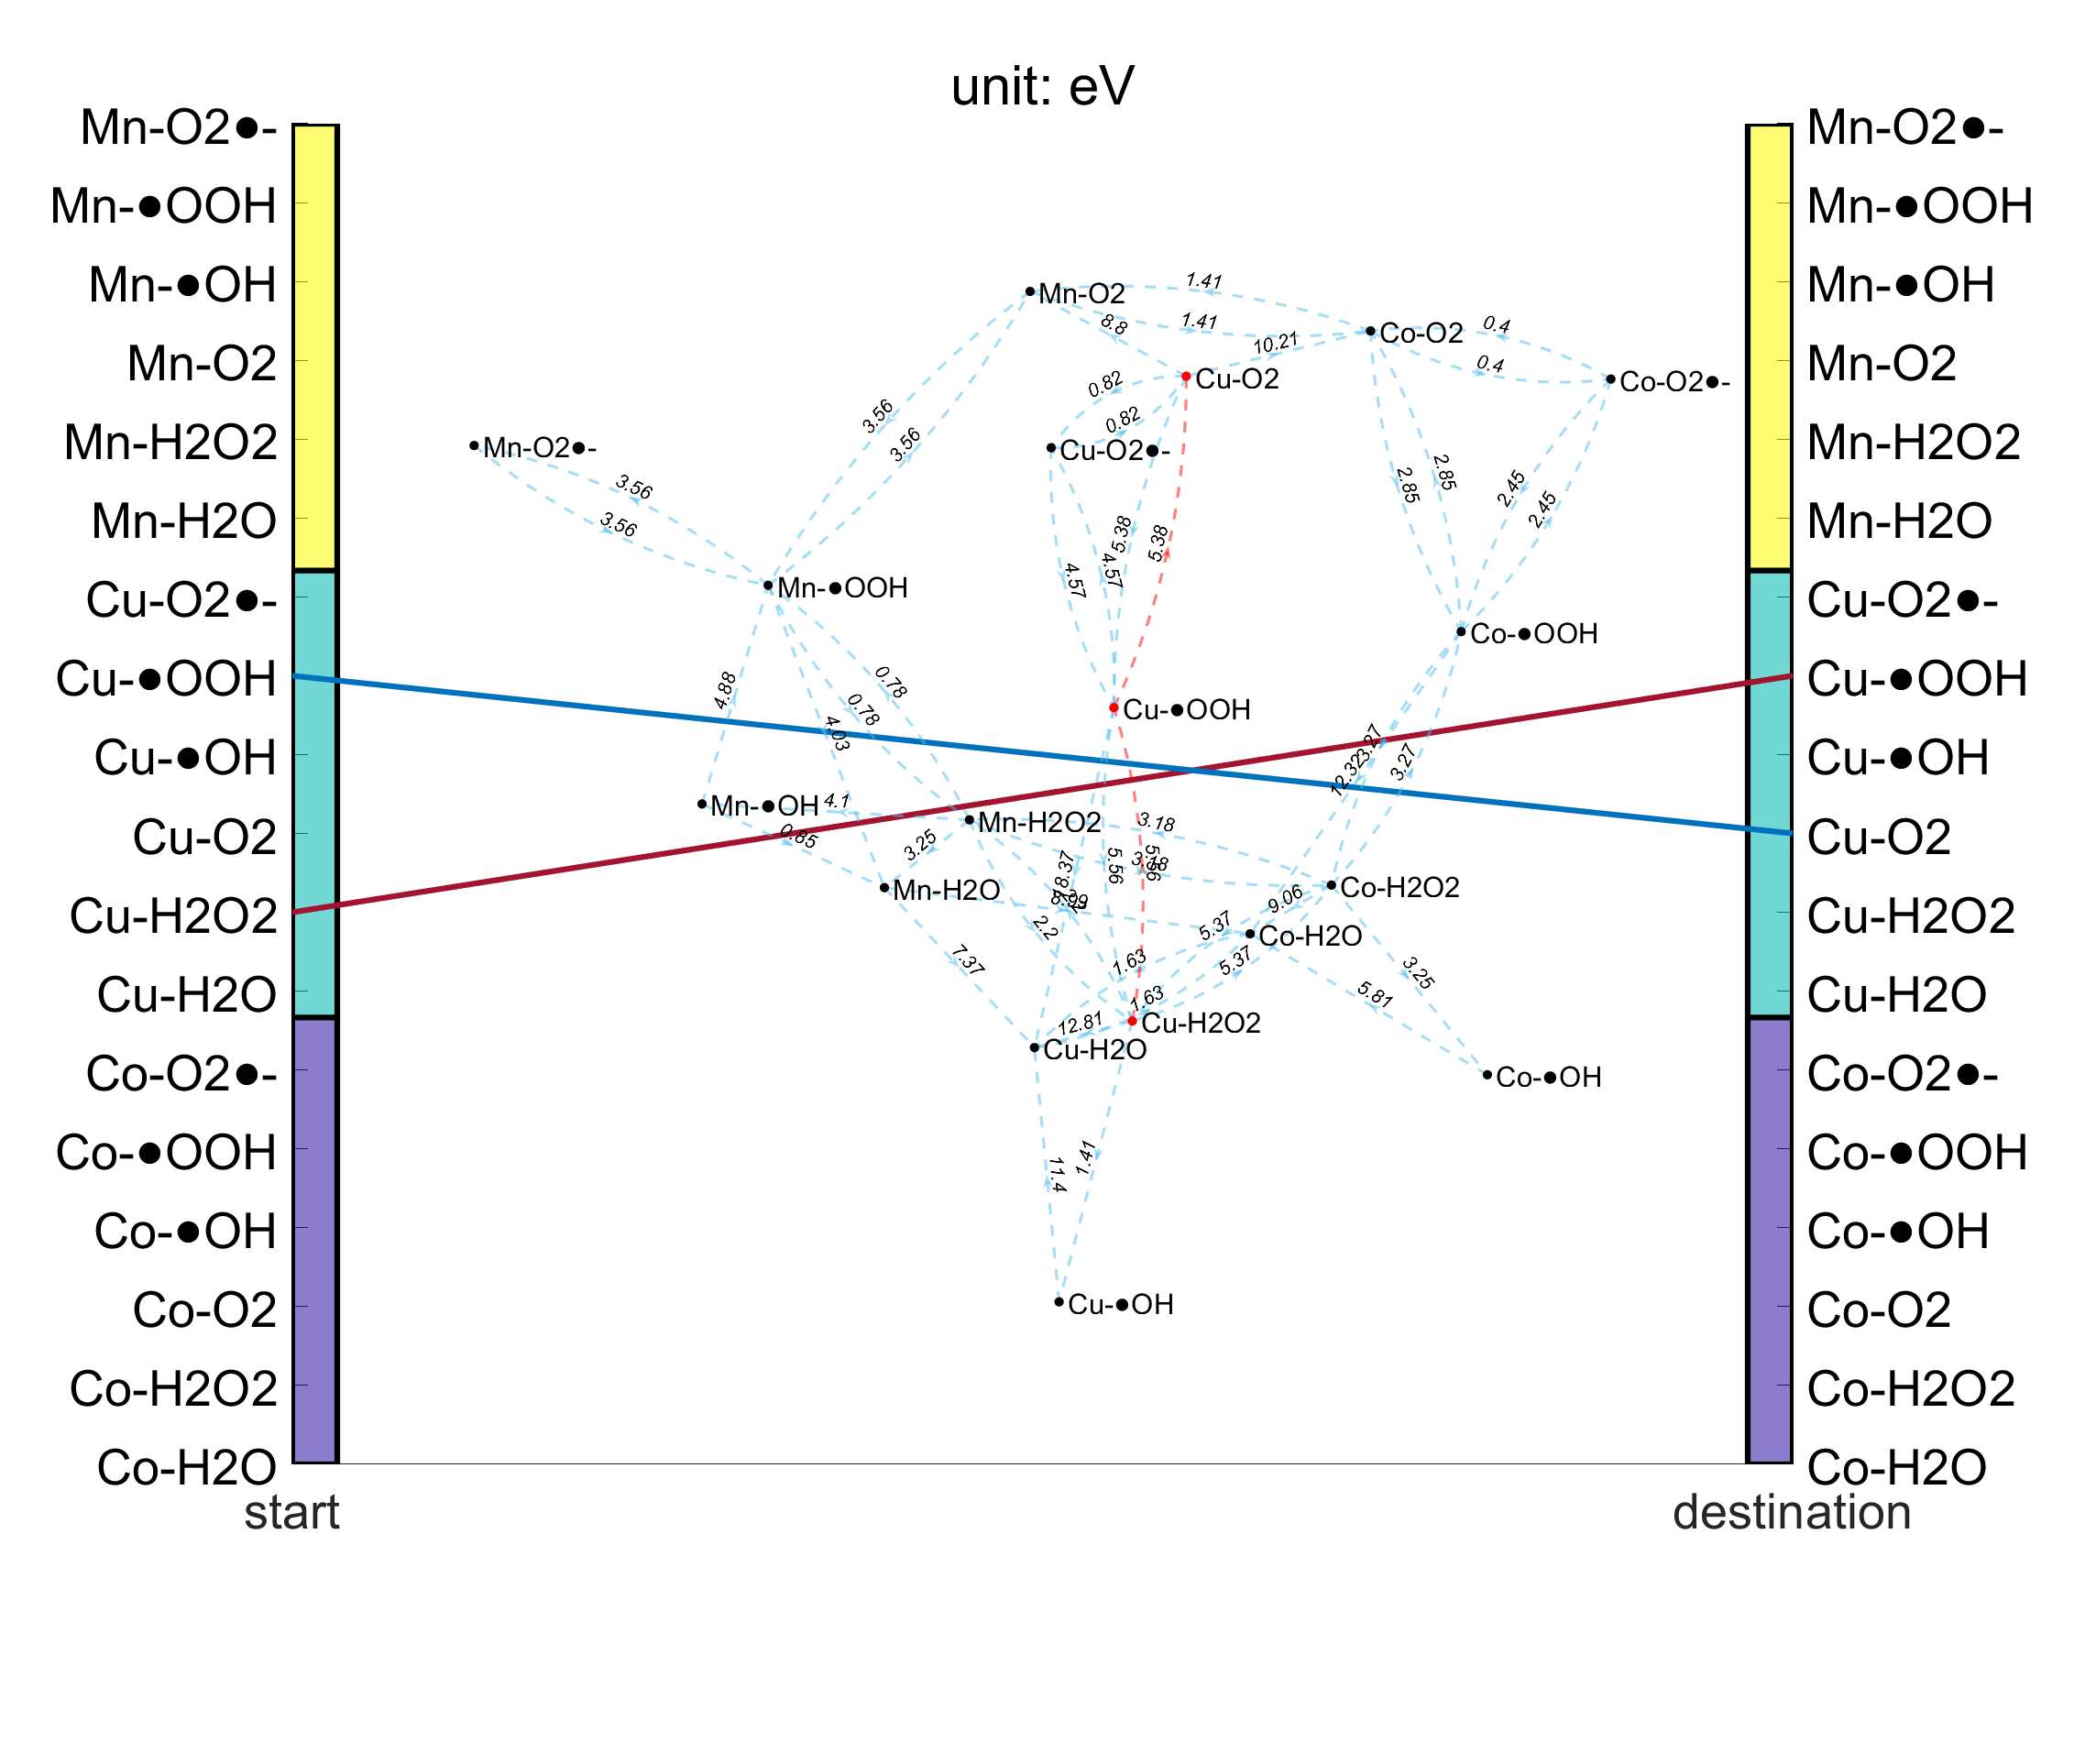 unit: eV
Mn-O2●-
Mn-●OOH
Mn-●OH
Mn-O2
Mn-H2O2
Mn-H2O
Cu-O2●-
Cu-●OOH
Cu-●OH
Cu-O2
Cu-H2O2
Cu-H2O
Co-O2●-
Co-●OOH
Co-●OH
Co-O2
Co-H2O2
Co-H2O
start
Mn-O2
1.41
1.41
8.8
10.21
Co-O2
0.4
0.4
Co-O2●-
Cu-O2
0.82
0.82
Cu-O2●-
3.56
3.56
Mn-O2●-
3.56
3.56
2.85
2.85
2.45
2.45
5.38
5.38
4.57
4.57
Mn-●OOH
Co-●OOH
4.88
0.78
0.78
4.03
Cu-●OOH
12.32
3.27
3.27
Mn-●OH
4.1
0.85
Mn-H2O2
3.18
3.18
3.25
5.56
5.56
8.37
Mn-H2O
Co-H2O2
8.99
9.06
2.2
5.37
5.37
Co-H2O
7.37
1.63
1.63
3.25
5.81
12.81
Cu-H2O2
Cu-H2O
Co-●OH
11.4
1.41
Cu-●OH
Mn-O2●-
Mn-●OOH
Mn-●OH
Mn-O2
Mn-H2O2
Mn-H2O
Cu-O2●-
Cu-●OOH
Cu-●OH
Cu-O2
Cu-H2O2
Cu-H2O
Co-O2●-
Co-●OOH
Co-●OH
Co-O2
Co-H2O2
Co-H2O
destination